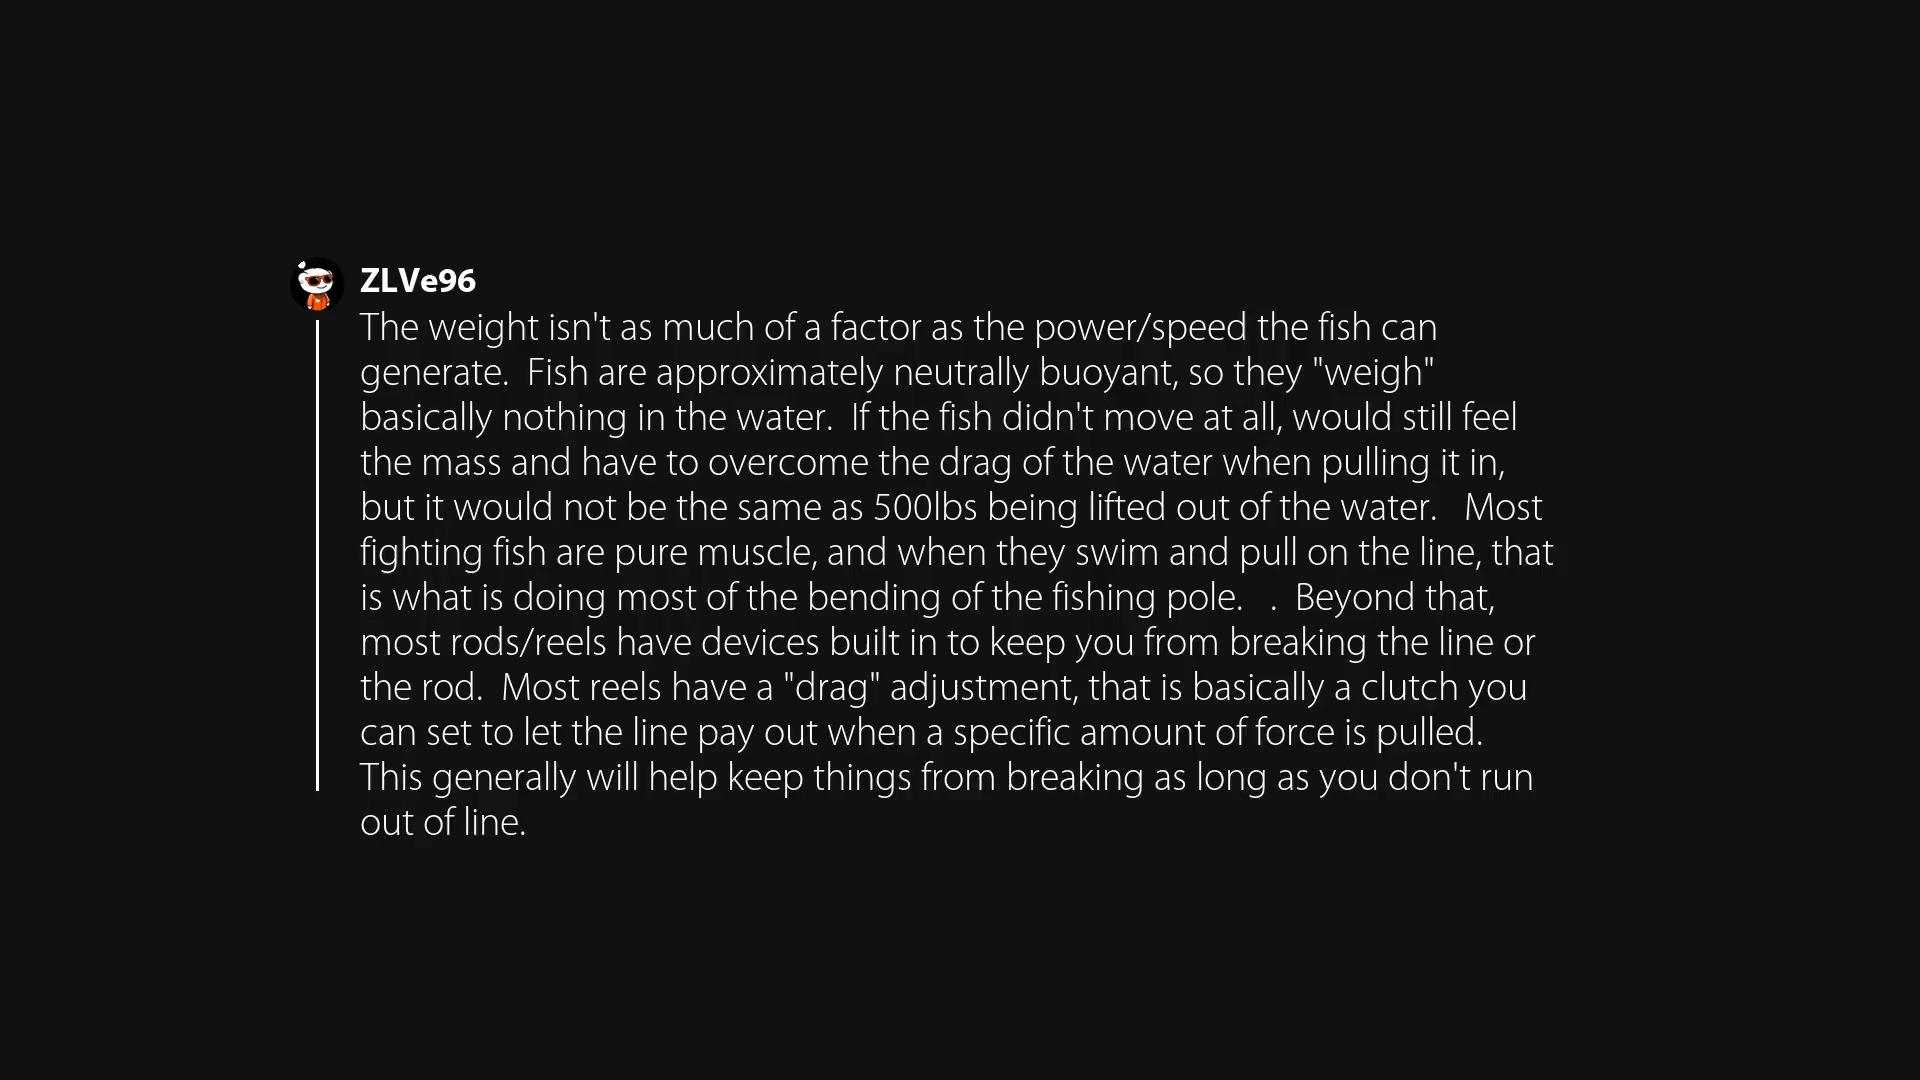 ZLVe96
The weight isn't as much of a factor as the power/speed the fish can
generate.  Fish are approximately neutrally buoyant, so they "weigh"
basically nothing in the water.  If the fish didn't move at all, would still feel
the mass and have to overcome the drag of the water when pulling it in,
but it would not be the same as 500lbs being lifted out of the water.   Most
fighting fish are pure muscle, and when they swim and pull on the line, that
is what is doing most of the bending of the fishing pole.   .  Beyond that,
most rods/reels have devices built in to keep you from breaking the line or
the rod.  Most reels have a "drag" adjustment, that is basically a clutch you
can set to let the line pay out when a specific amount of force is pulled.
This generally will help keep things from breaking as long as you don't run
out of line.